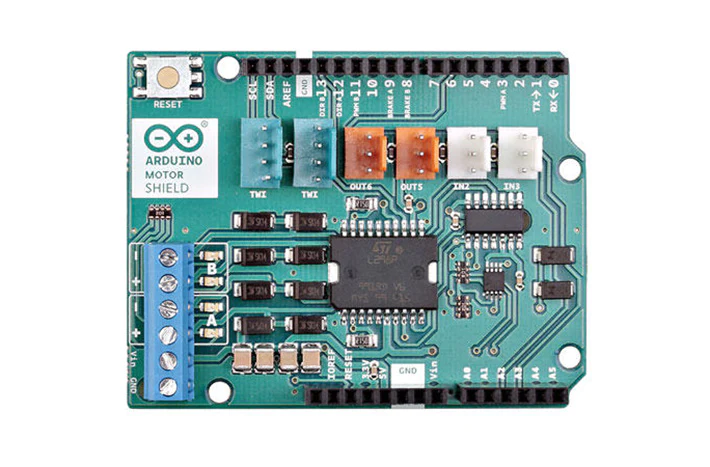 SCL
SDA
AREF
GND
13
12
11
10
9
8
7
6
5
4
3
2
TX→1
RX←0
DIR B
DIR A
PWM B
BRAKE A
BRAKE B
PWM A
RESET
ARDUINO
MOTOR
SHIELD
TWI
TWI
OUT6
OUT5
IN2
IN3
L298P
B
A
-
+
-
+
Vin
GND
IOREF
RESET
5V
GND
Vin
A0
A1
A2
A3
A4
A5